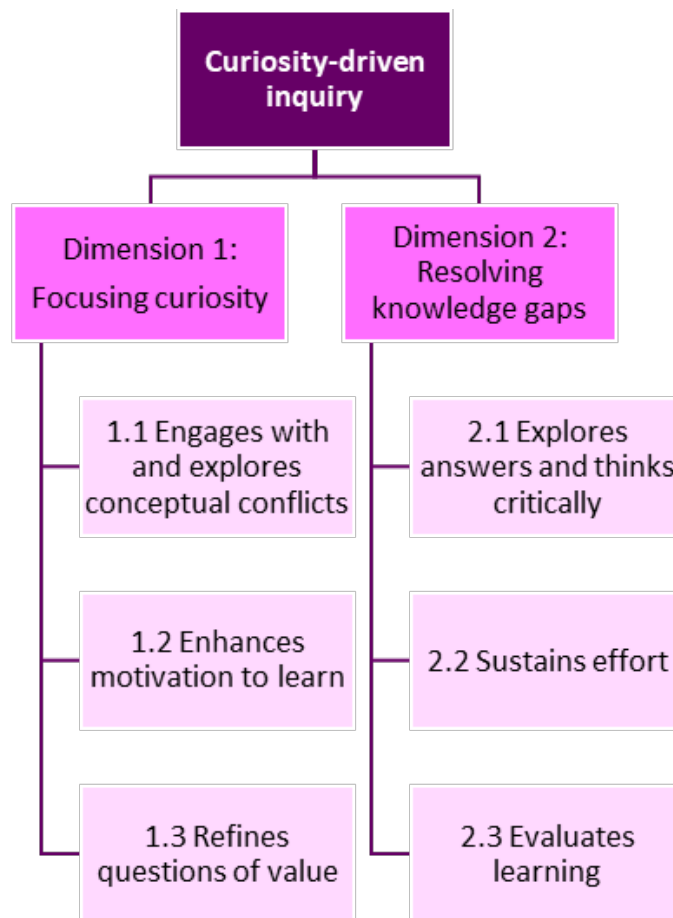 Curiosity-driven
inquiry
Dimension 1:
Focusing curiosity
Dimension 2:
Resolving
knowledge gaps
1.1 Engages with
and explores
conceptual conflicts
1.2 Enhances
motivation to learn
1.3 Refines
questions of value
2.1 Explores
answers and thinks
critically
2.2 Sustains effort
2.3 Evaluates
learning